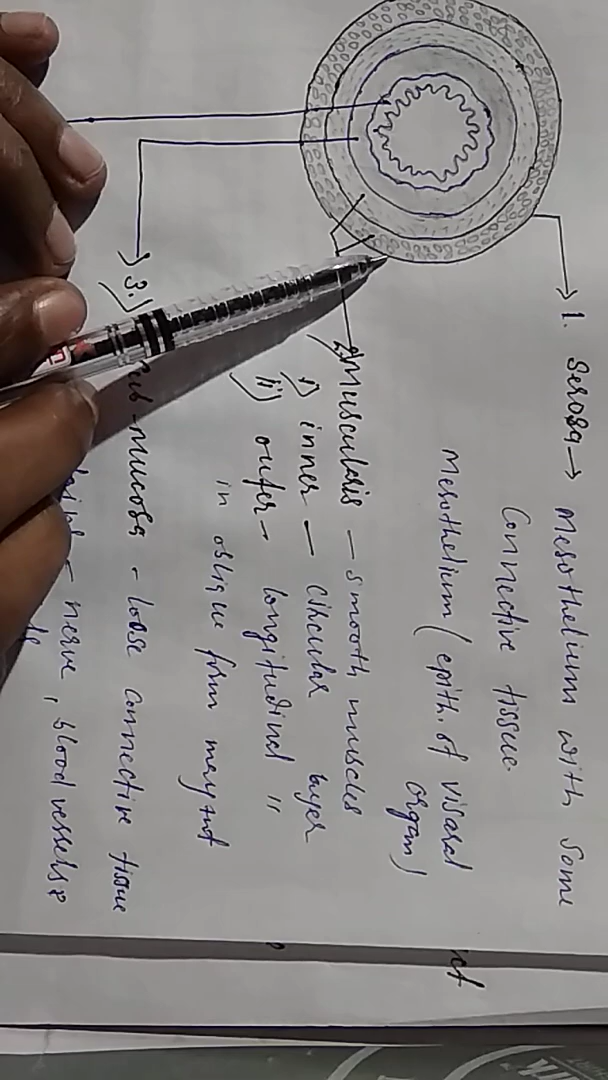 1. Serosa → Mesothelium with Some
Connective tissue.
Mesothelium (epith. of visaral
organ)
2) Muscularis - smooth muscles
i) inner - Circular layer
ii) outer - longitudinal "
in oblique form may not
3.) Sub-mucosa - loose connective tissue
nerve, blood vessels &